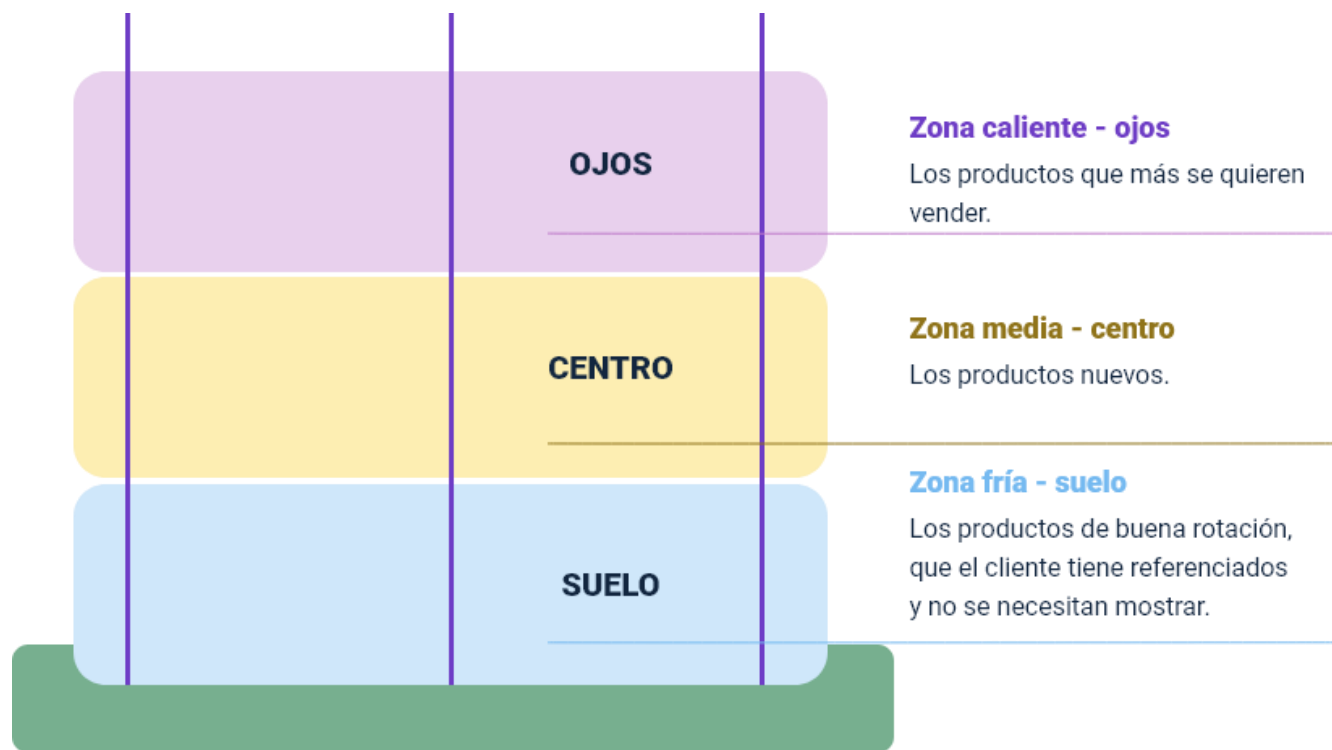 OJOS
Zona caliente - ojos
Los productos que más se quieren
vender.
CENTRO
Zona media - centro
Los productos nuevos.
SUELO
Zona fría - suelo
Los productos de buena rotación,
que el cliente tiene referenciados
y no se necesitan mostrar.